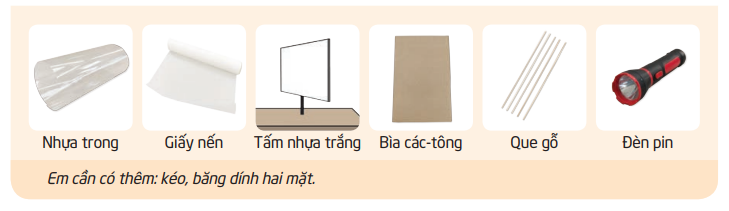 Nhựa trong Giấy nến Tấm nhựa trắng Bìa các-tông Que gỗ Đèn pin
Em cần có thêm: kéo, băng dính hai mặt.